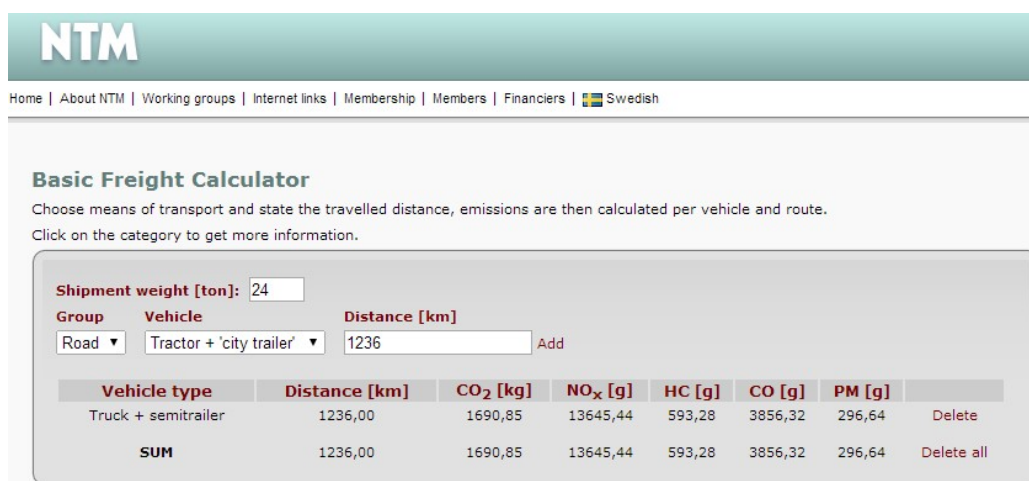 NTM
Home | About NTM | Working groups | Internet links | Membership | Members | Financiers | Swedish
Basic Freight Calculator
Choose means of transport and state the travelled distance, emissions are then calculated per vehicle and route.
Click on the category to get more information.
Shipment weight [ton]: 24
Group Vehicle Distance [km]
Road ▼ Tractor + 'city trailer' ▼ 1236 Add
Vehicle type Distance [km] CO2 [kg] NOx [g] HC [g] CO [g] PM [g]
Truck + semitrailer 1236,00 1690,85 13645,44 593,28 3856,32 296,64 Delete
SUM 1236,00 1690,85 13645,44 593,28 3856,32 296,64 Delete all